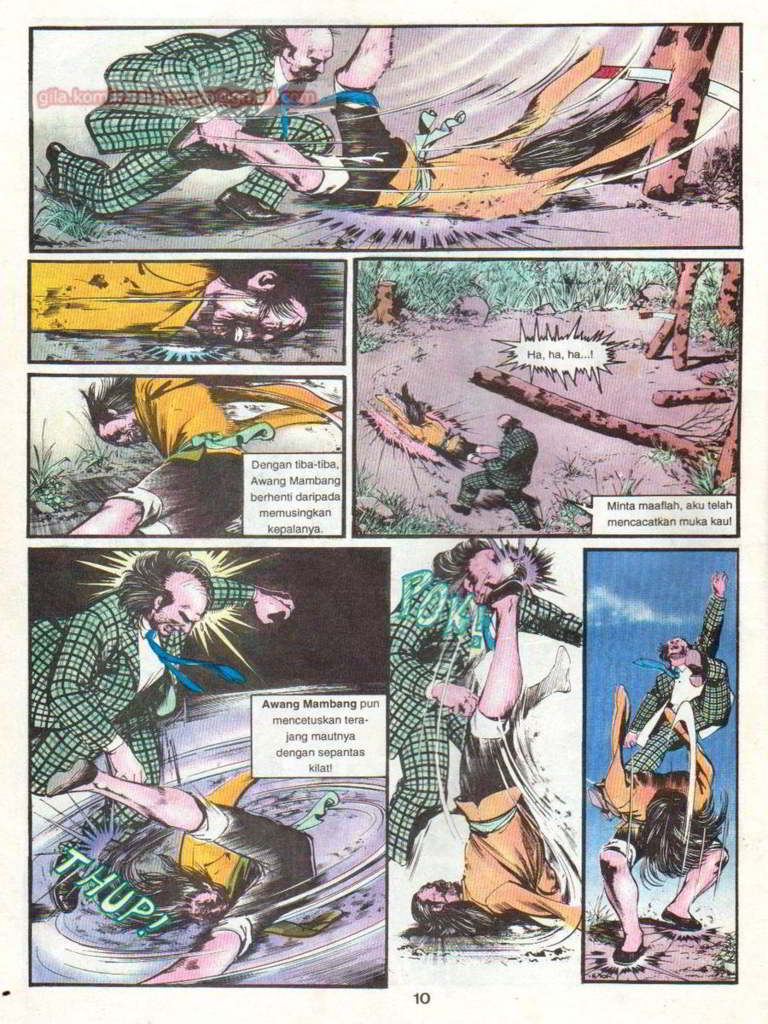 Ha, ha, ha...!
Minta maaflah, aku telah
mencacatkan muka kau!
Dengan tiba-tiba,
Awang Mambang
berhenti daripada
memusingkan
kepalanya.
Awang Mambang pun
mencetuskan tera-
jang mautnya
dengan sepantas
kilat!
THUP!
POK!
10